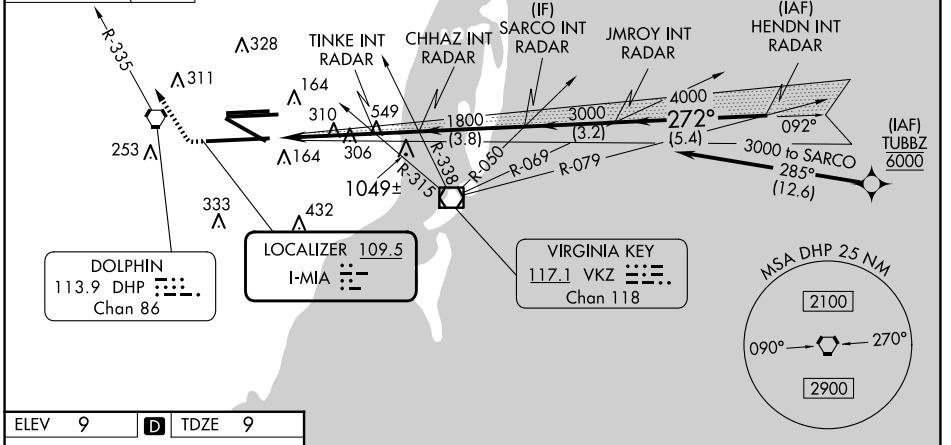 R-335
328
311
164
310
549
306
164
253
333
432
1049±
TINKE INT
RADAR
CHHAZ INT
RADAR
(IF)
SARCO INT
RADAR
JMROY INT
RADAR
(IAF)
HENDN INT
RADAR
1800
(3.8)
3000
(3.2)
4000
272°
(5.4)
092°
(IAF)
TUBBZ
6000
3000 to SARCO
285°
(12.6)
R-315
R-338
R-050
R-069
R-079
DOLPHIN
113.9 DHP
Chan 86
LOCALIZER 109.5
I-MIA
VIRGINIA KEY
117.1 VKZ
Chan 118
MSA DHP 25 NM
2100
090°
270°
2900
ELEV 9 D TDZE 9